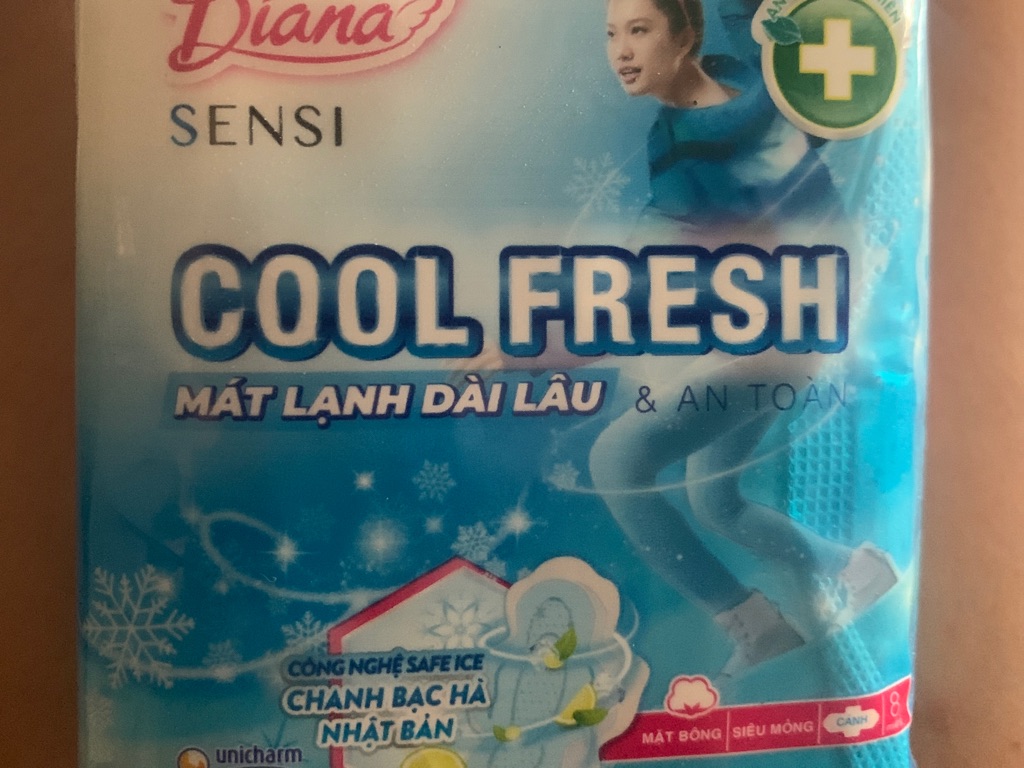 Diana
SENSI
COOL FRESH
MÁT LẠNH DÀI LÂU & AN TOÀN
CÔNG NGHỆ SAFE ICE
CHANH BẠC HÀ
NHẬT BẢN
unicharm
MẶT BÔNG
SIÊU MỎNG
CÁNH
8